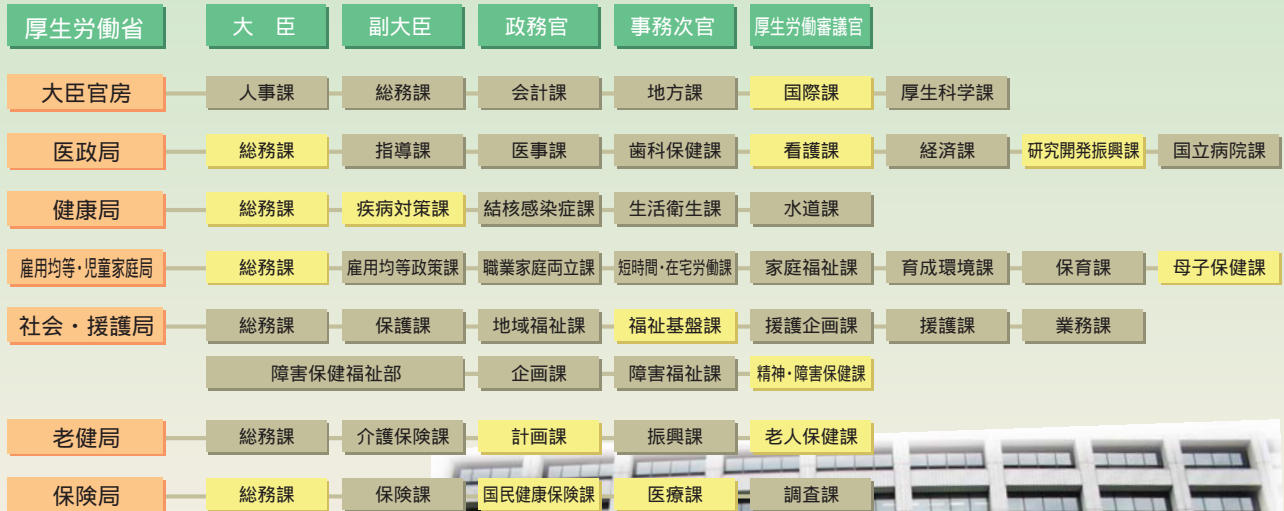 厚生労働省 大 臣 副大臣 政務官 事務次官 厚生労働審議官
大臣官房 人事課 総務課 会計課 地方課 国際課 厚生科学課
医政局 総務課 指導課 医事課 歯科保健課 看護課 経済課 研究開発振興課 国立病院課
健康局 総務課 疾病対策課 結核感染症課 生活衛生課 水道課
雇用均等・児童家庭局 総務課 雇用均等政策課 職業家庭両立課 短時間・在宅労働課 家庭福祉課 育成環境課 保育課 母子保健課
社会・援護局 総務課 保護課 地域福祉課 福祉基盤課 援護企画課 援護課 業務課
障害保健福祉部 企画課 障害福祉課 精神・障害保健課
老健局 総務課 介護保険課 計画課 振興課 老人保健課
保険局 総務課 保険課 国民健康保険課 医療課 調査課